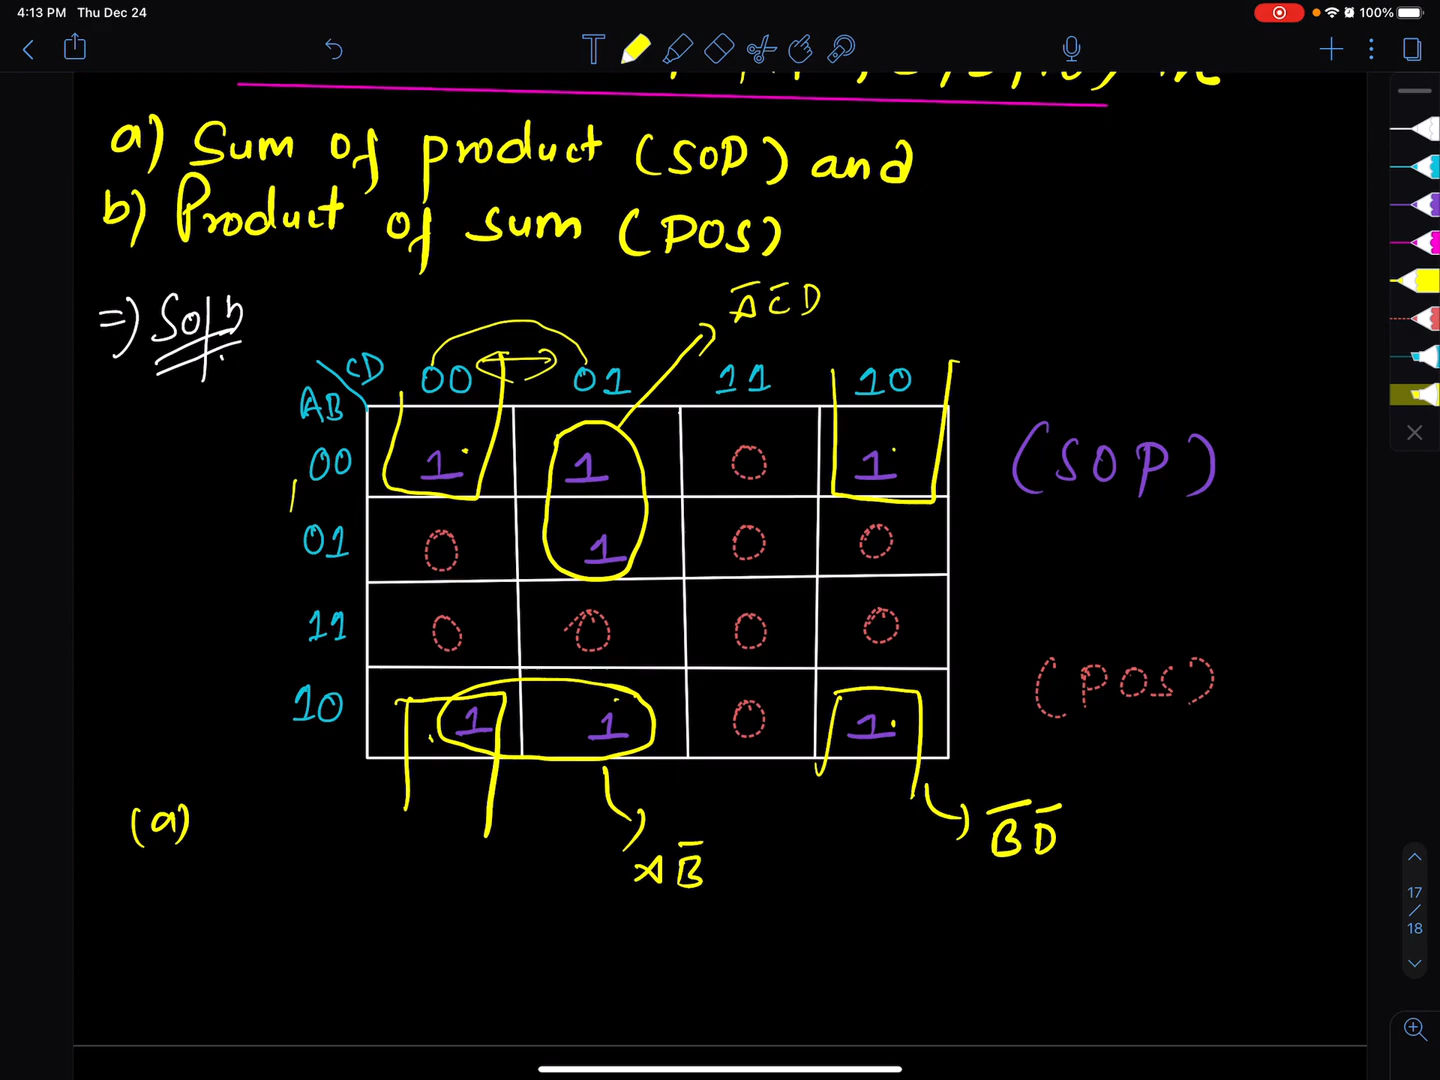 4:13 PM Thu Dec 24
100%
a) Sum of product (SOP) and
b) Product of sum (POS)
=) Soln
A̅ C̅ D
CD
00 01 11 10
AB
00 1 1 0 1
(SOP)
01 0 1 0 0
11 0 0 0 0
10 1 1 0 1
(POS)
(a)
B̅ D̅
A B̅
17
/
18